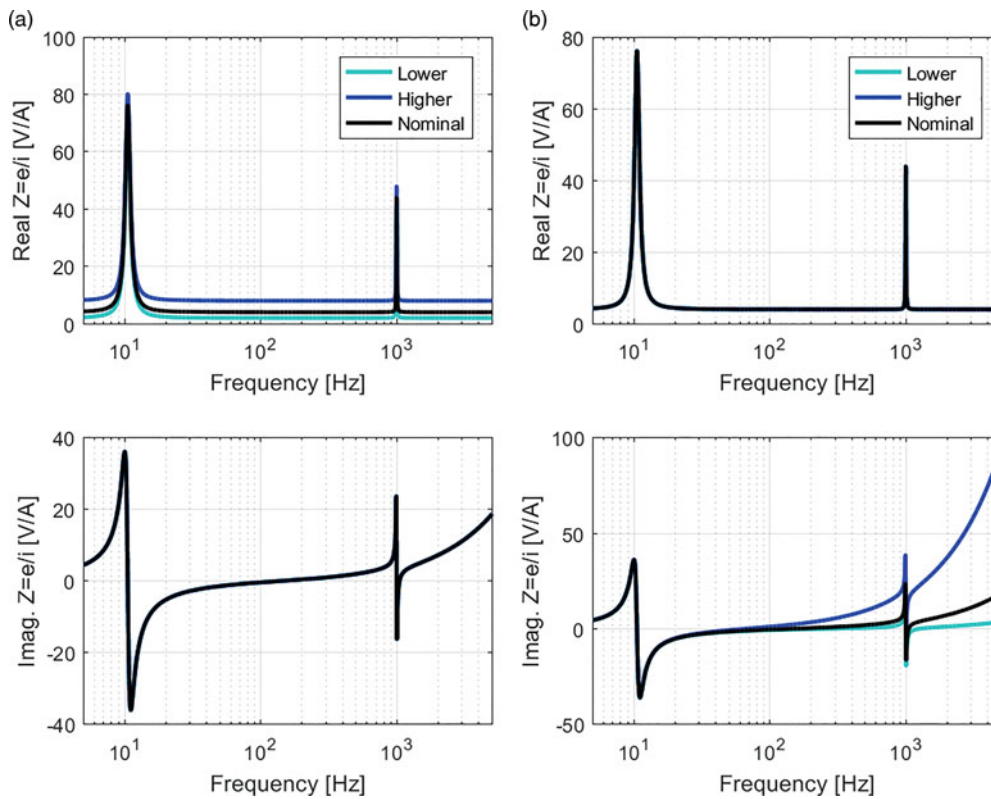 (a)
Real Z=e/i [V/A]
100
80
60
40
20
0
Lower
Higher
Nominal
10^1
10^2
10^3
Frequency [Hz]
(b)
Real Z=e/i [V/A]
80
60
40
20
0
Lower
Higher
Nominal
10^1
10^2
10^3
Frequency [Hz]
Imag. Z=e/i [V/A]
40
20
0
-20
-40
10^1
10^2
10^3
Frequency [Hz]
Imag. Z=e/i [V/A]
100
50
0
-50
10^1
10^2
10^3
Frequency [Hz]